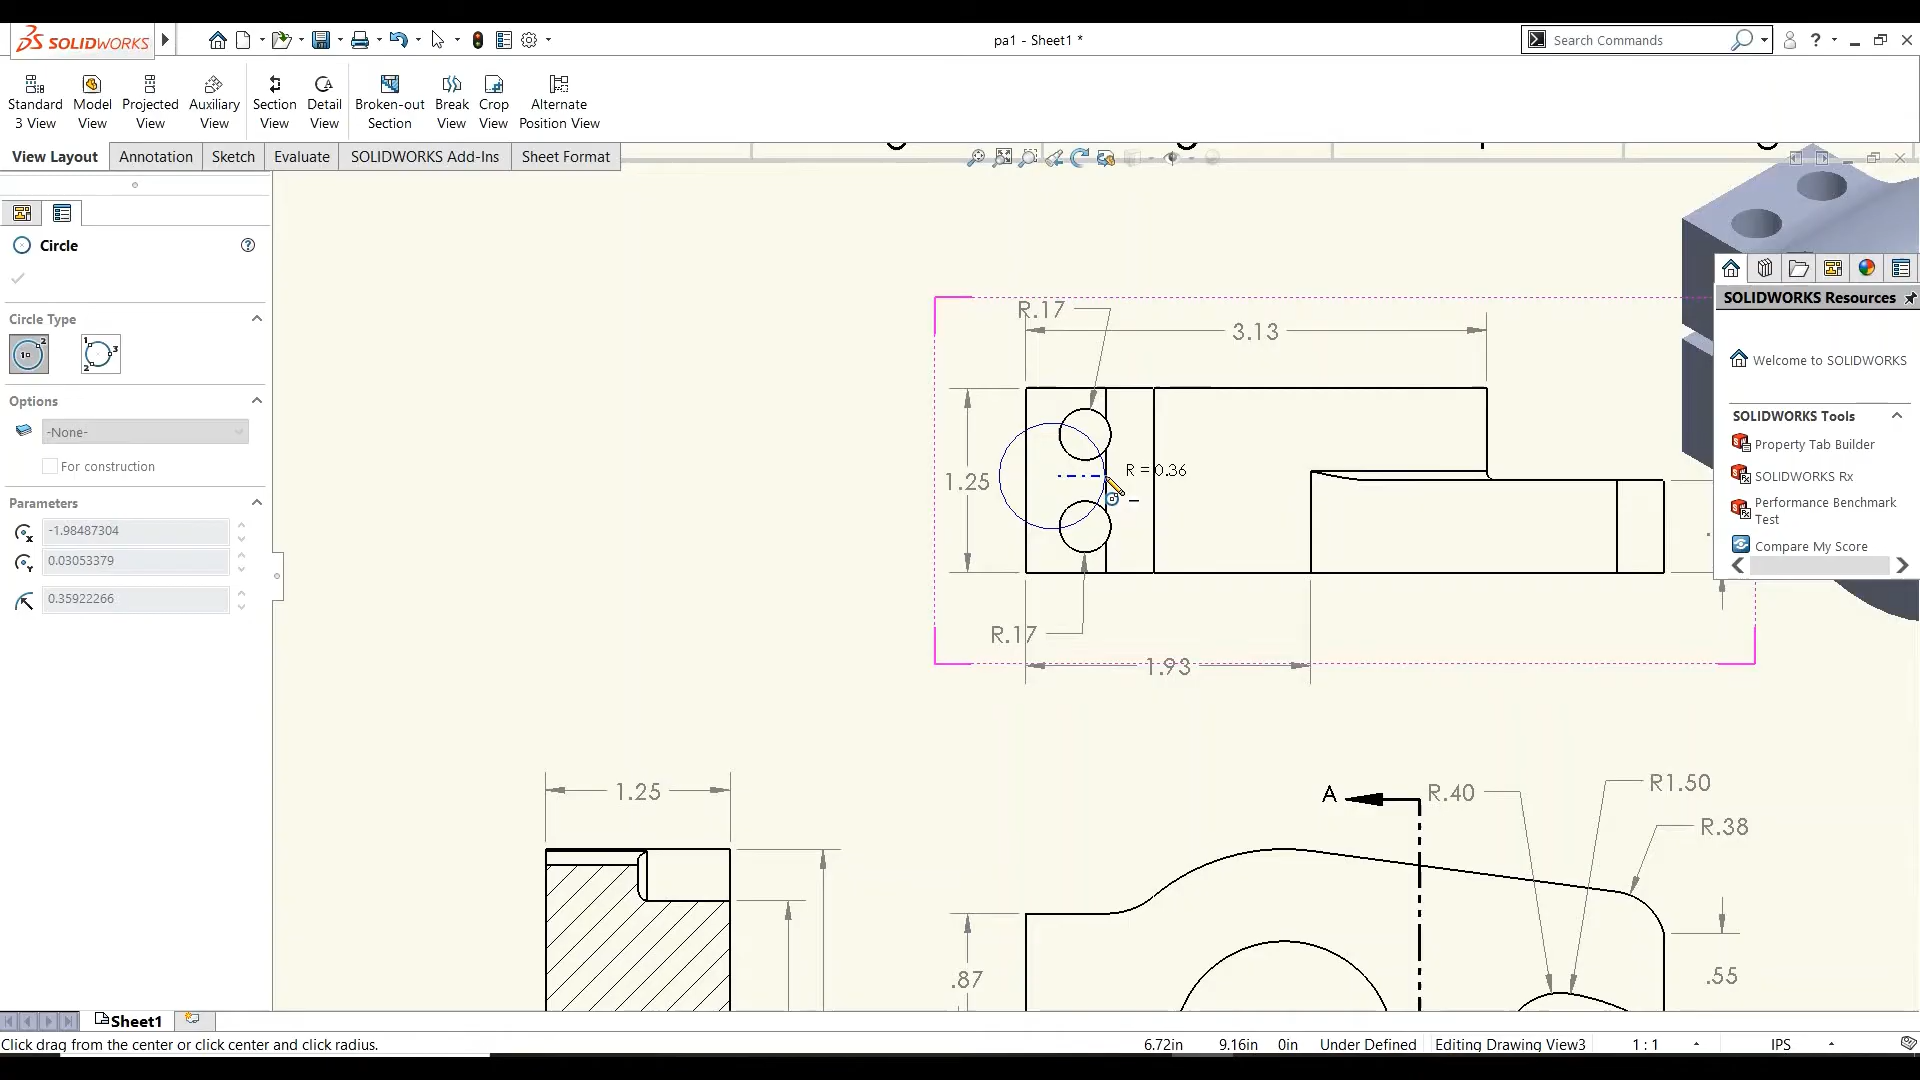 SOLIDWORKS
pa1 - Sheet1 *
Search Commands
?
Standard
3 View
Model
View
Projected
View
Auxiliary
View
Section
View
Detail
View
Broken-out
Section
Break
View
Crop
View
Alternate
Position View
View Layout
Annotation
Sketch
Evaluate
SOLIDWORKS Add-Ins
Sheet Format
Circle
Circle Type
Options
-None-
For construction
Parameters
-1.98487304
0.03053379
0.35922266
SOLIDWORKS Resources
Welcome to SOLIDWORKS
SOLIDWORKS Tools
Property Tab Builder
SOLIDWORKS Rx
Performance Benchmark
Test
Compare My Score
R.17
3.13
R = 0.36
1.25
R.17
1.93
1.25
A
R.40
R1.50
R.38
.87
.55
Sheet1
Click drag from the center or click center and click radius.
6.72in
9.16in
0in
Under Defined
Editing Drawing View3
1 : 1
IPS